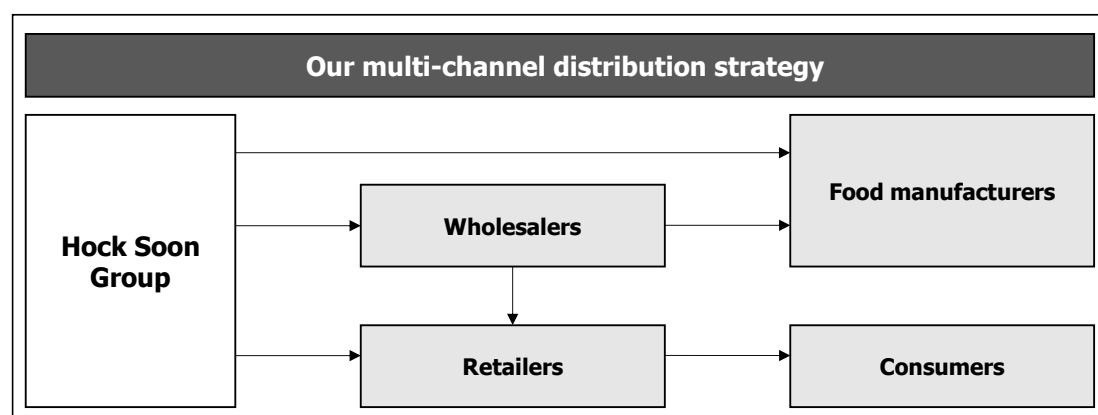 Our multi-channel distribution strategy
Food manufacturers
Wholesalers
Hock Soon
Group
Retailers
Consumers